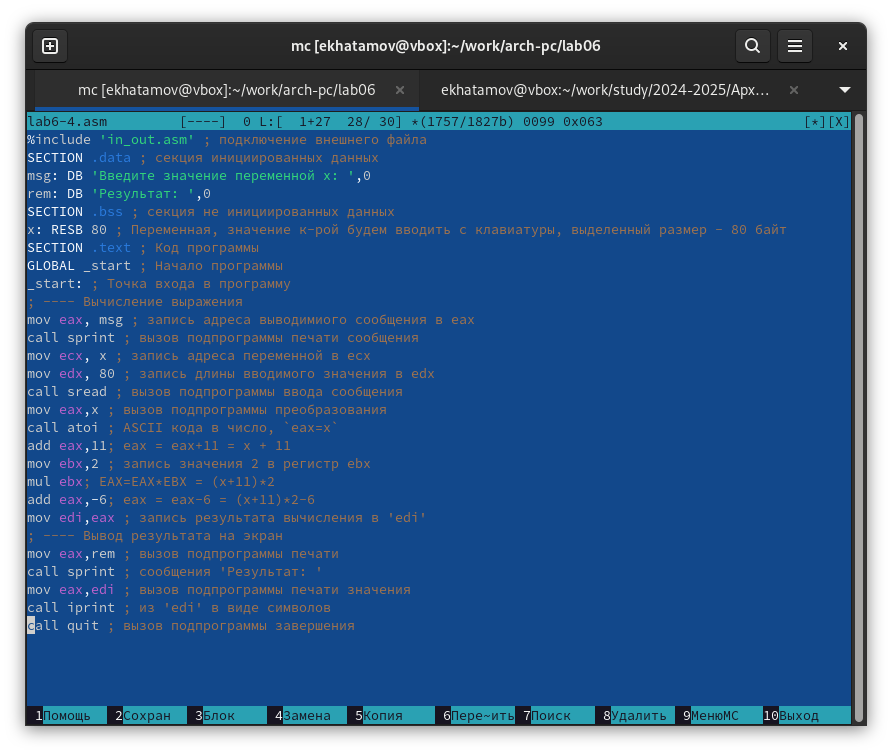 mc [ekhatamov@vbox]:~/work/arch-pc/lab06
mc [ekhatamov@vbox]:~/work/arch-pc/lab06
ekhatamov@vbox:~/work/study/2024-2025/Арх…
lab6-4.asm [----] 0 L:[ 1+27 28/ 30] *(1757/1827b) 0099 0x063 [*][X]
%include 'in_out.asm' ; подключение внешнего файла
SECTION .data ; секция инициированных данных
msg: DB 'Введите значение переменной х: ',0
rem: DB 'Результат: ',0
SECTION .bss ; секция не инициированных данных
x: RESB 80 ; Переменная, значение к-рой будем вводить с клавиатуры, выделенный размер - 80 байт
SECTION .text ; Код программы
GLOBAL _start ; Начало программы
_start: ; Точка входа в программу
; ---- Вычисление выражения
mov eax, msg ; запись адреса выводимиого сообщения в eax
call sprint ; вызов подпрограммы печати сообщения
mov ecx, x ; запись адреса переменной в ecx
mov edx, 80 ; запись длины вводимого значения в edx
call sread ; вызов подпрограммы ввода сообщения
mov eax,x ; вызов подпрограммы преобразования
call atoi ; ASCII кода в число, `eax=x`
add eax,11; eax = eax+11 = x + 11
mov ebx,2 ; запись значения 2 в регистр ebx
mul ebx; EAX=EAX*EBX = (x+11)*2
add eax,-6; eax = eax-6 = (x+11)*2-6
mov edi,eax ; запись результата вычисления в 'edi'
; ---- Вывод результата на экран
mov eax,rem ; вызов подпрограммы печати
call sprint ; сообщения 'Результат: '
mov eax,edi ; вызов подпрограммы печати значения
call iprint ; из 'edi' в виде символов
call quit ; вызов подпрограммы завершения
1Помощь 2Сохран 3Блок 4Замена 5Копия 6Пере~ить 7Поиск 8Удалить 9МенюMC 10Выход